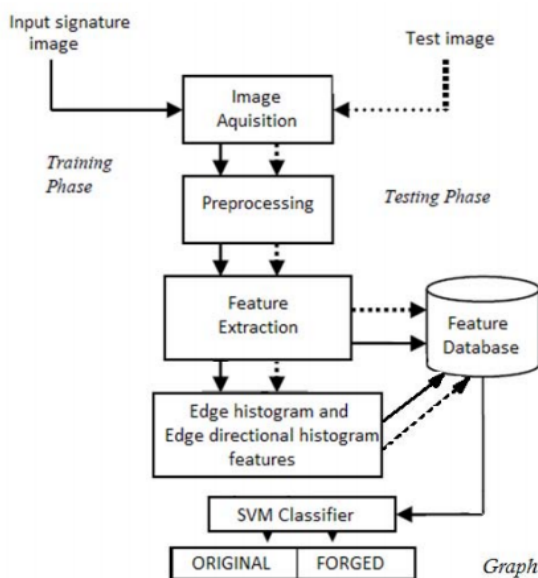 Input signature
image
Test image
Image
Aquisition
Training
Phase
Preprocessing
Testing Phase
Feature
Extraction
Feature
Database
Edge histogram and
Edge directional histogram
features
SVM Classifier
ORIGINAL
FORGED
Graph